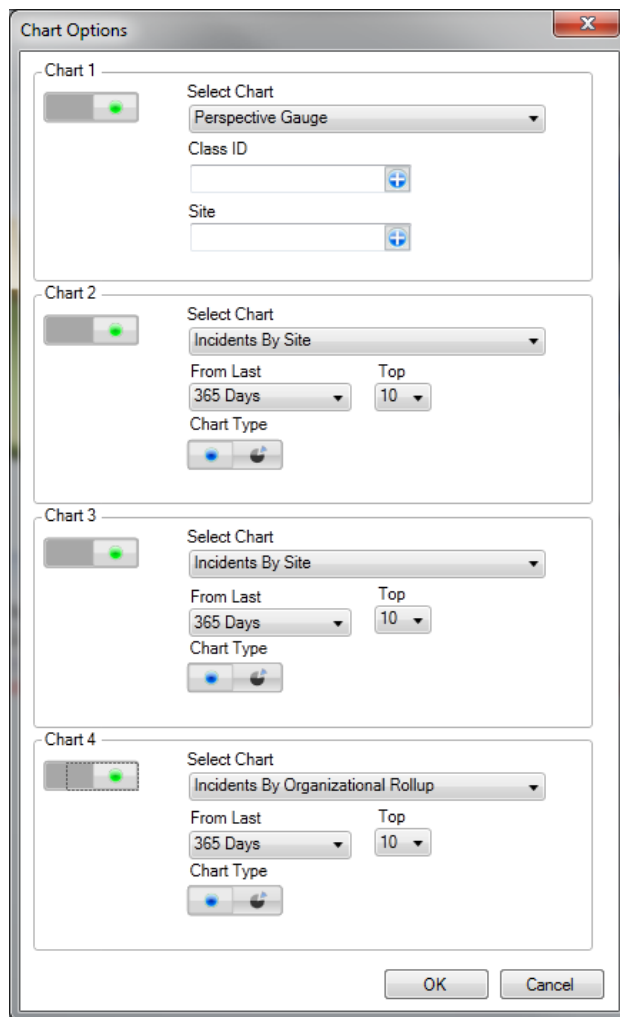 Chart Options
Chart 1
Select Chart
Perspective Gauge
Class ID
Site
Chart 2
Select Chart
Incidents By Site
From Last Top
365 Days 10
Chart Type
Chart 3
Select Chart
Incidents By Site
From Last Top
365 Days 10
Chart Type
Chart 4
Select Chart
Incidents By Organizational Rollup
From Last Top
365 Days 10
Chart Type
OK Cancel